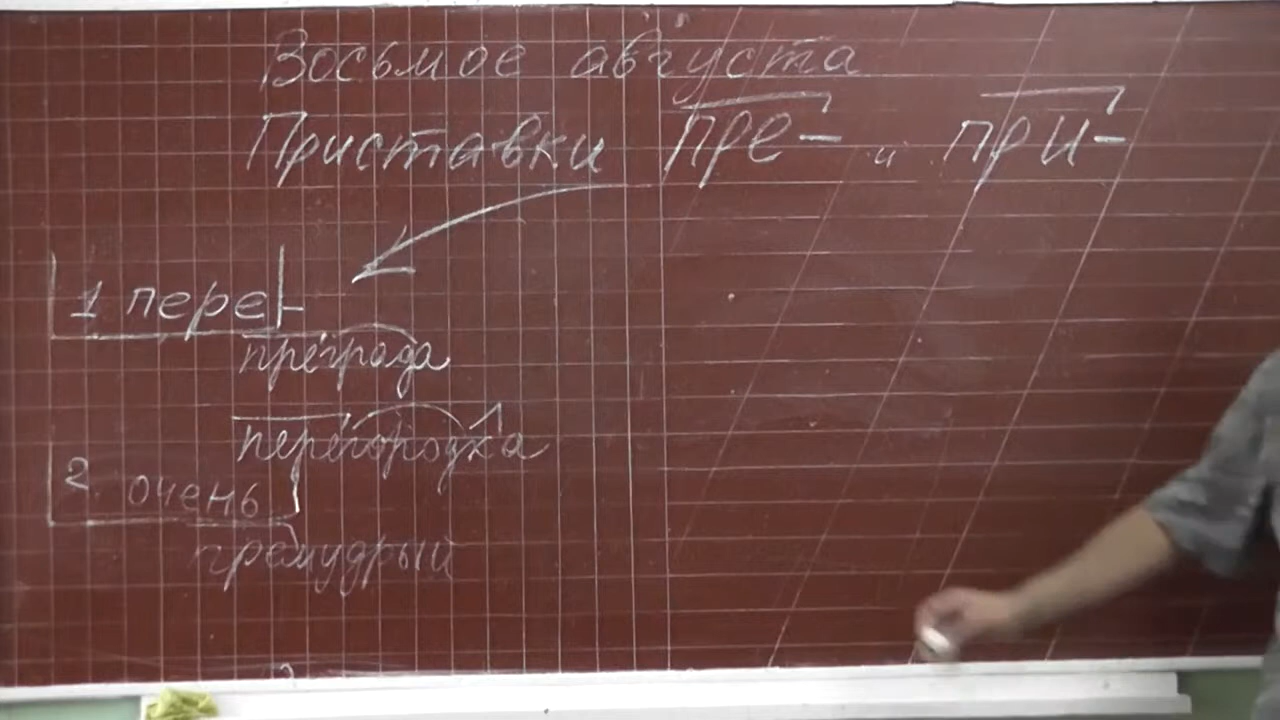 Восьмое августа
Приставки пре- и при-
1 пере-
преграда
перегородка
2. очень
премудрый